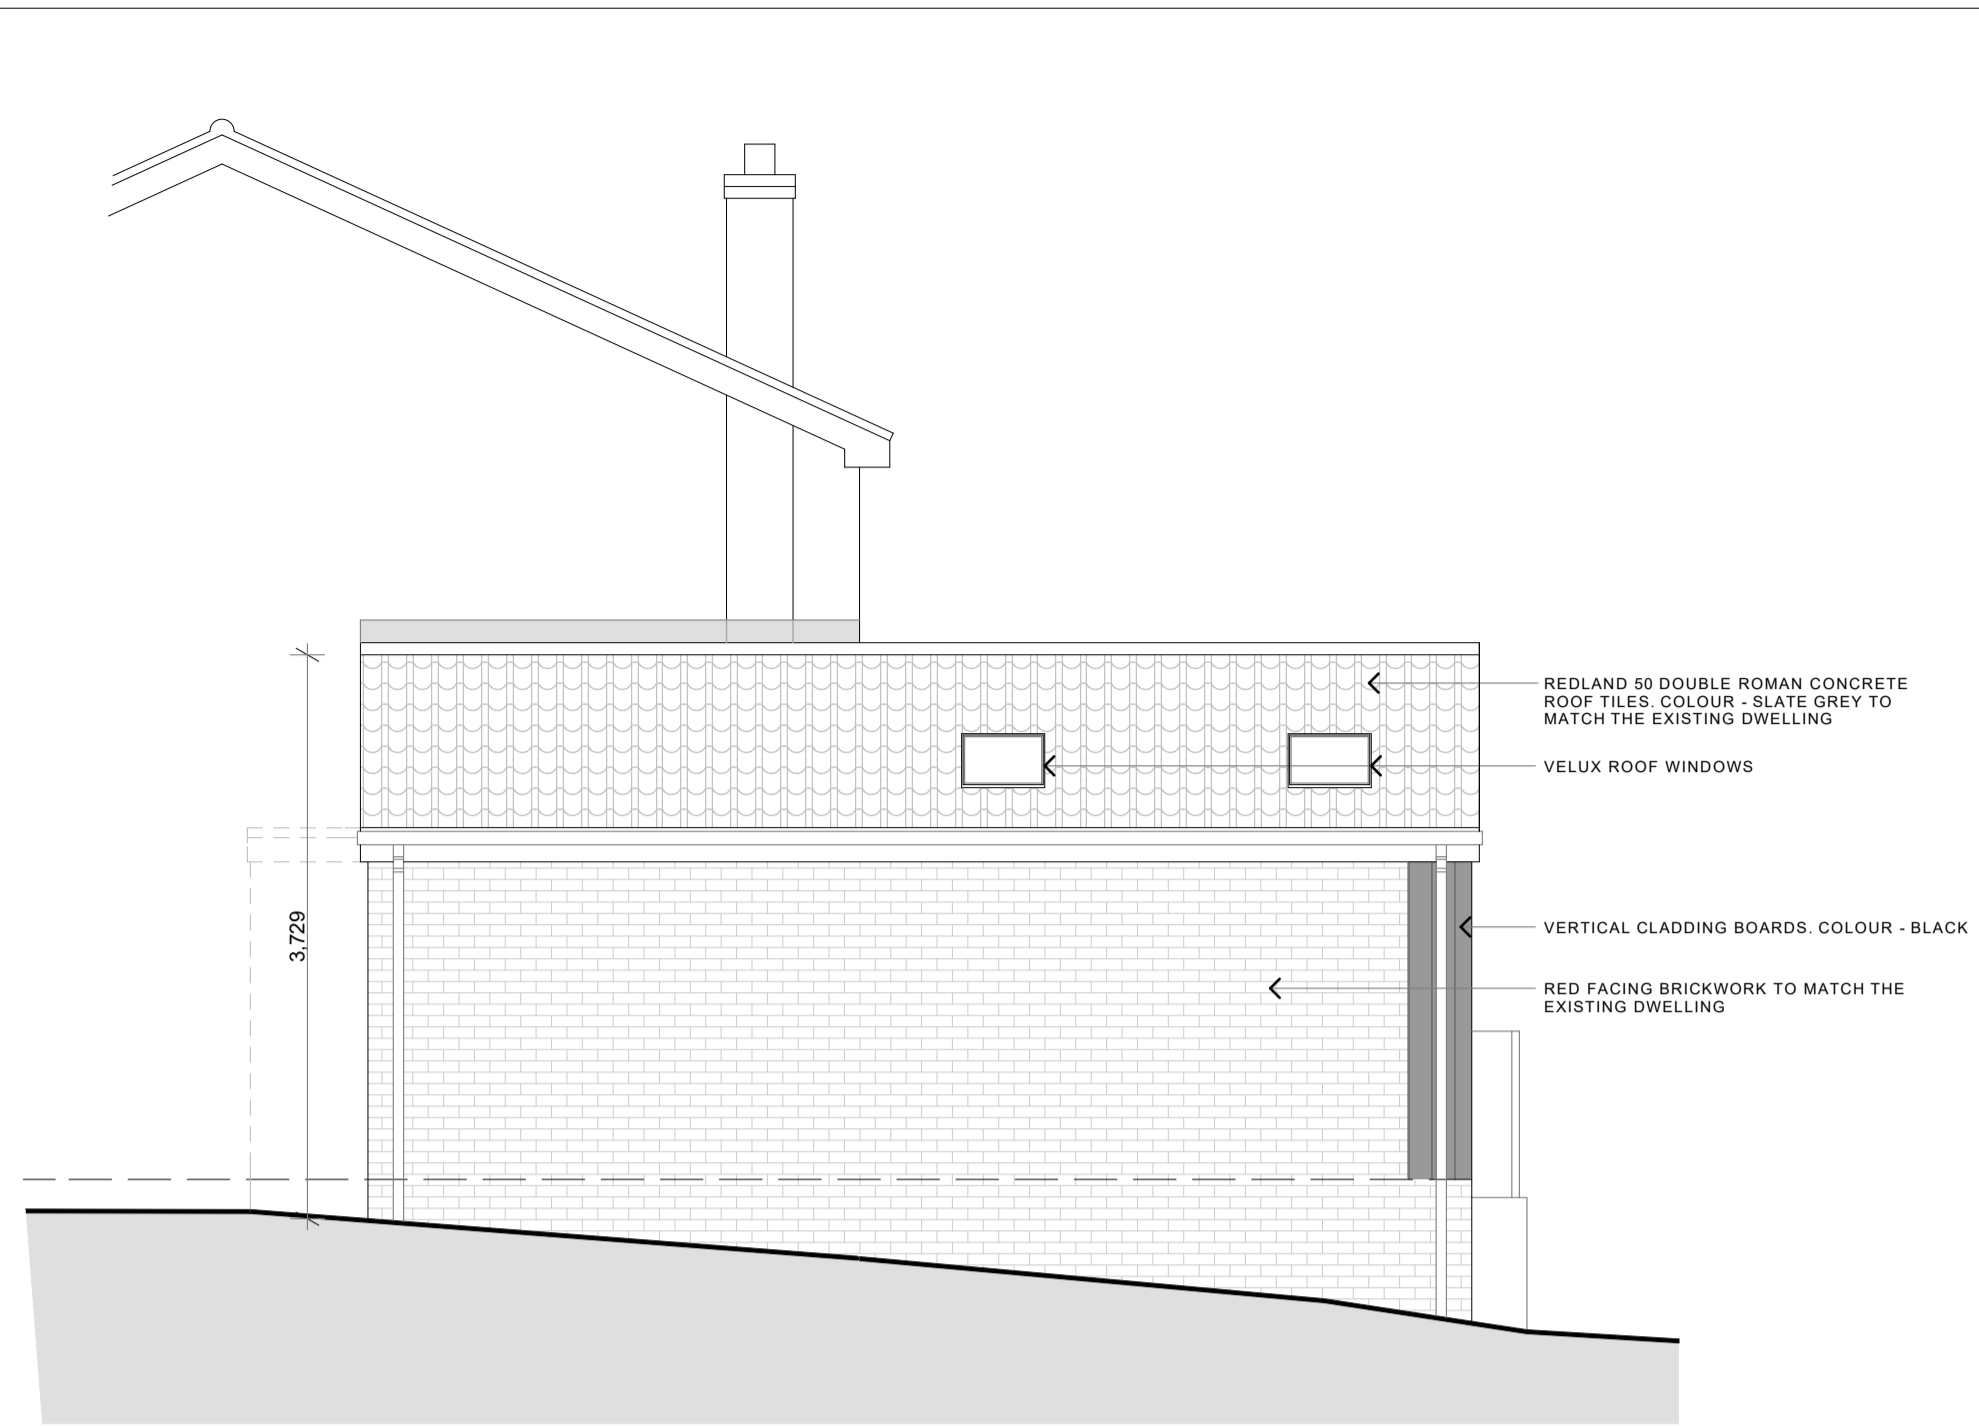 REDLAND 50 DOUBLE ROMAN CONCRETE
ROOF TILES. COLOUR - SLATE GREY TO
MATCH THE EXISTING DWELLING
VELUX ROOF WINDOWS
3,729
VERTICAL CLADDING BOARDS. COLOUR - BLACK
RED FACING BRICKWORK TO MATCH THE
EXISTING DWELLING